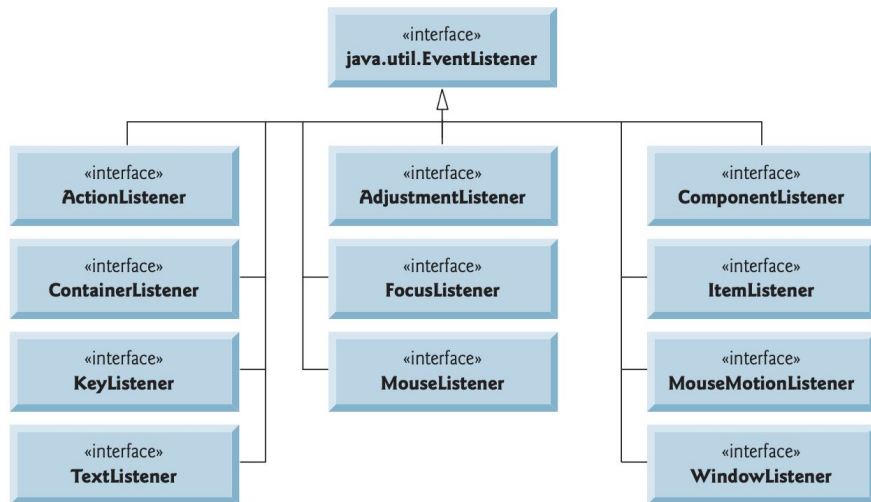 «interface»
java.util.EventListener
«interface»
ActionListener
«interface»
AdjustmentListener
«interface»
ComponentListener
«interface»
ContainerListener
«interface»
FocusListener
«interface»
ItemListener
«interface»
KeyListener
«interface»
MouseListener
«interface»
MouseMotionListener
«interface»
TextListener
«interface»
WindowListener